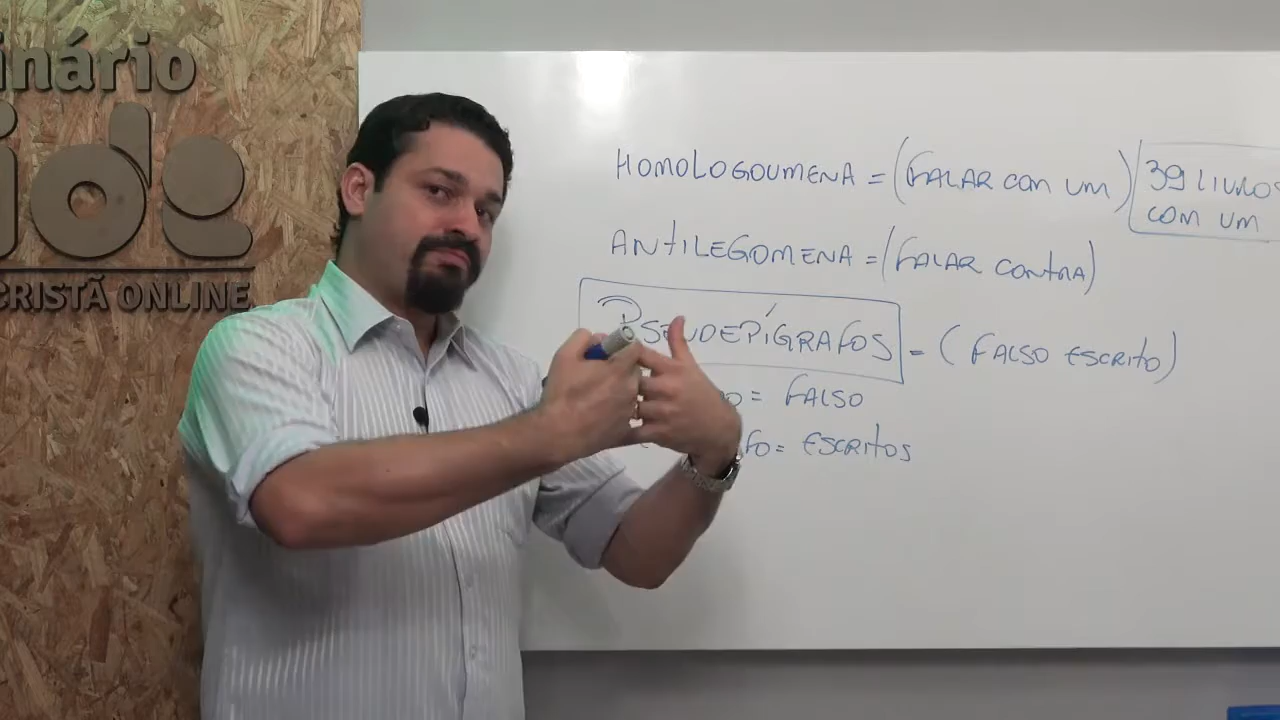 inário
ide
CRISTÃ ONLINE
HOMOLOGOUMENA = (FALAR COM UM) 39 LIVROS
COM UM
ANTILEGOMENA = (FALAR CONTRA)
PSEUDEPÍGRAFOS = (FALSO ESCRITO)
= FALSO
FO = ESCRITOS